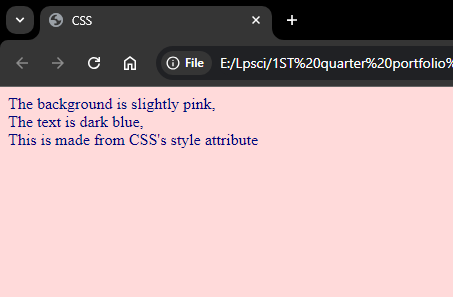 CSS
File E:/Lpsci/1ST%20quarter%20portfolio%
The background is slightly pink,
The text is dark blue,
This is made from CSS's style attribute